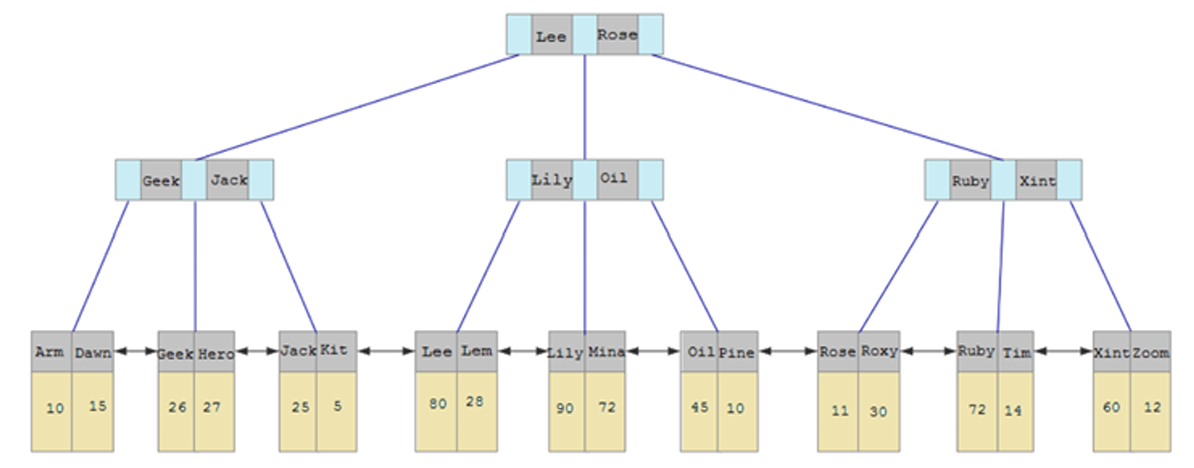 Lee Rose
Geek Jack Lily Oil Ruby Xint
Arm Dawn Geek Hero Jack Kit Lee Lem Lily Mina Oil Pine Rose Roxy Ruby Tim Xint Zoom
10 15 26 27 25 5 80 28 90 72 45 10 11 30 72 14 60 12